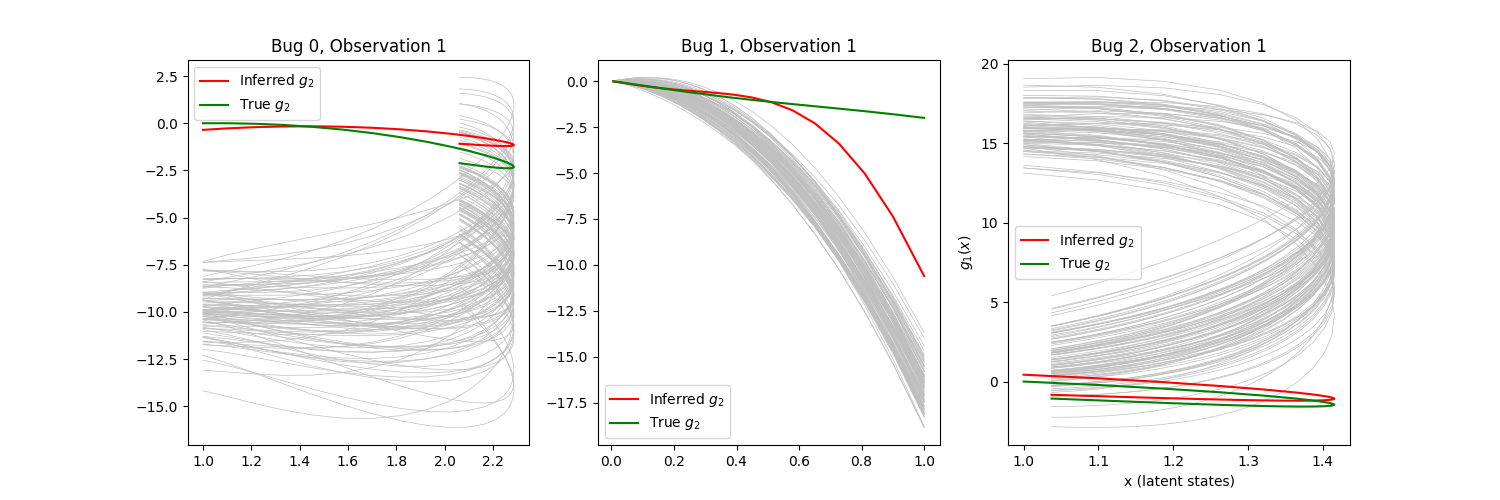 Bug 0, Observation 1
Inferred g₂
True g₂
2.5
0.0
−2.5
−5.0
−7.5
−10.0
−12.5
−15.0
1.0 1.2 1.4 1.6 1.8 2.0 2.2
Bug 1, Observation 1
0.0
−2.5
−5.0
−7.5
−10.0
−12.5
−15.0
−17.5
Inferred g₂
True g₂
0.0 0.2 0.4 0.6 0.8 1.0
Bug 2, Observation 1
20
15
10
5
0
g₁(x)
Inferred g₂
True g₂
1.0 1.1 1.2 1.3 1.4
x (latent states)